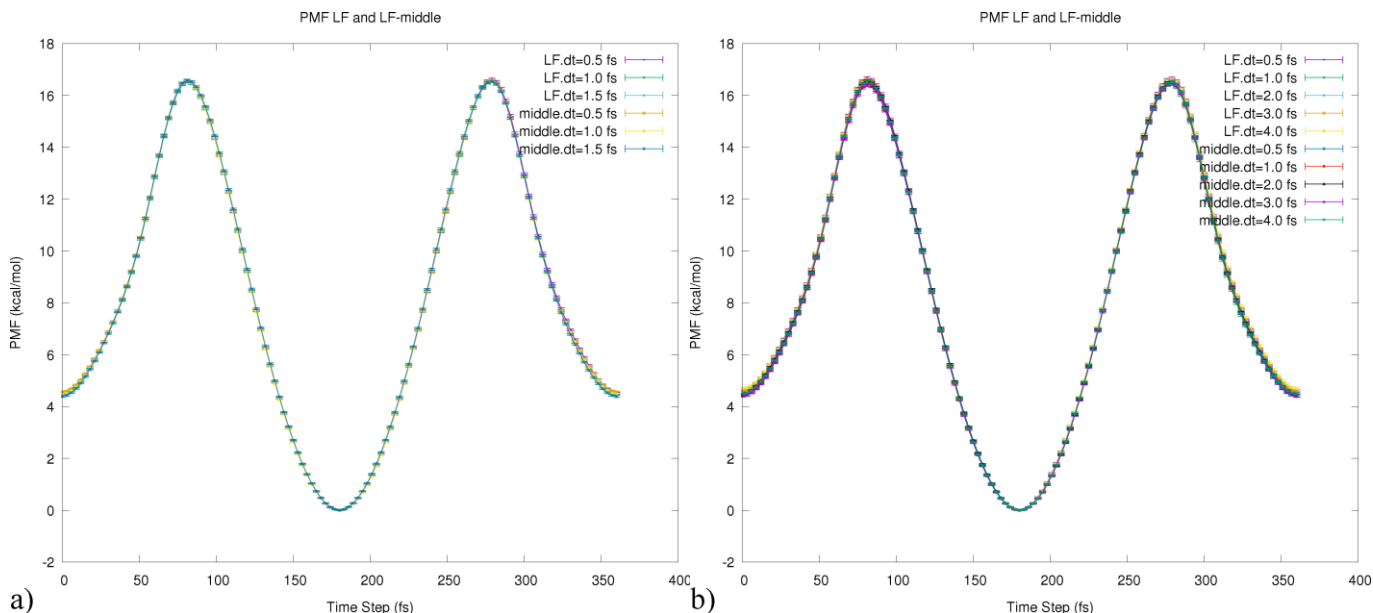 PMF LF and LF-middle
18
16
14
12
10
8
6
4
2
0
-2
PMF (kcal/mol)
LF.dt=0.5 fs
LF.dt=1.0 fs
LF.dt=1.5 fs
middle.dt=0.5 fs
middle.dt=1.0 fs
middle.dt=1.5 fs
0 50 100 150 200 250 300 350 400
Time Step (fs)
a)
PMF LF and LF-middle
18
16
14
12
10
8
6
4
2
0
-2
PMF (kcal/mol)
LF.dt=0.5 fs
LF.dt=1.0 fs
LF.dt=2.0 fs
LF.dt=3.0 fs
LF.dt=4.0 fs
middle.dt=0.5 fs
middle.dt=1.0 fs
middle.dt=2.0 fs
middle.dt=3.0 fs
middle.dt=4.0 fs
0 50 100 150 200 250 300 350 400
Time Step (fs)
b)